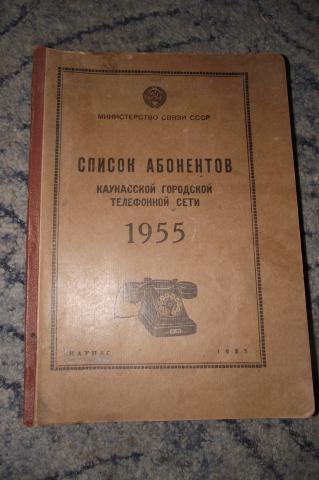 МИНИСТЕРСТВО СВЯЗИ СССР
СПИСОК АБОНЕНТОВ
КАУНАССКОЙ ГОРОДСКОЙ
ТЕЛЕФОННОЙ СЕТИ
1955
КАУНАС 1955